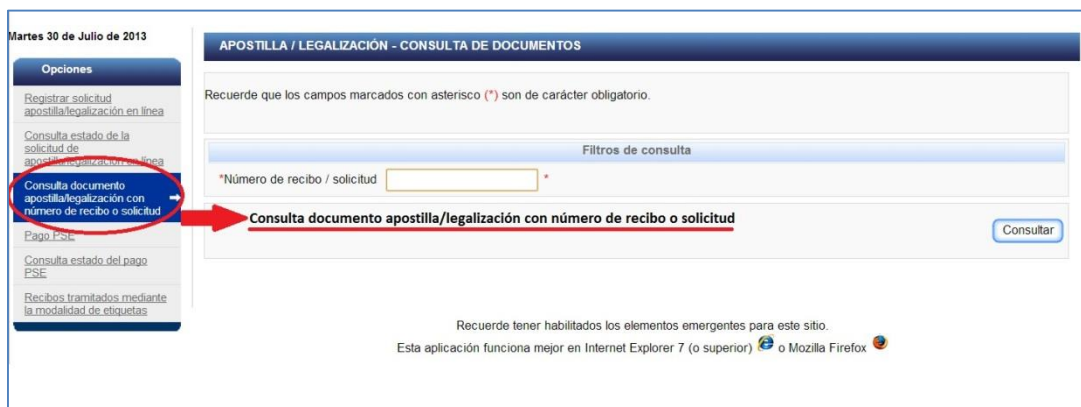 Martes 30 de Julio de 2013
Opciones
Registrar solicitud
apostilla/legalización en línea
Consulta estado de la
solicitud de
apostilla/legalización en línea
Consulta documento
apostilla/legalización con
número de recibo o solicitud
Pago PSE
Consulta estado del pago
PSE
Recibos tramitados mediante
la modalidad de etiquetas
APOSTILLA / LEGALIZACIÓN - CONSULTA DE DOCUMENTOS
Recuerde que los campos marcados con asterisco (*) son de carácter obligatorio.
Filtros de consulta
*Número de recibo / solicitud *
Consulta documento apostilla/legalización con número de recibo o solicitud
Consultar
Recuerde tener habilitados los elementos emergentes para este sitio.
Esta aplicación funciona mejor en Internet Explorer 7 (o superior) o Mozilla Firefox